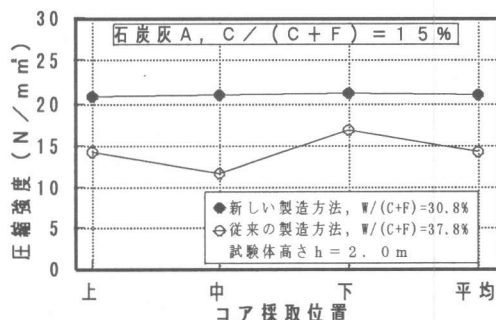 石炭灰A, C/(C+F)=15%
圧縮強度 (N/mm²)
30
25
20
15
10
5
0
●新しい製造方法, W/(C+F)=30.8%
○従来の製造方法, W/(C+F)=37.8%
試験体高さh=2.0m
上 中 下 平均
コア採取位置